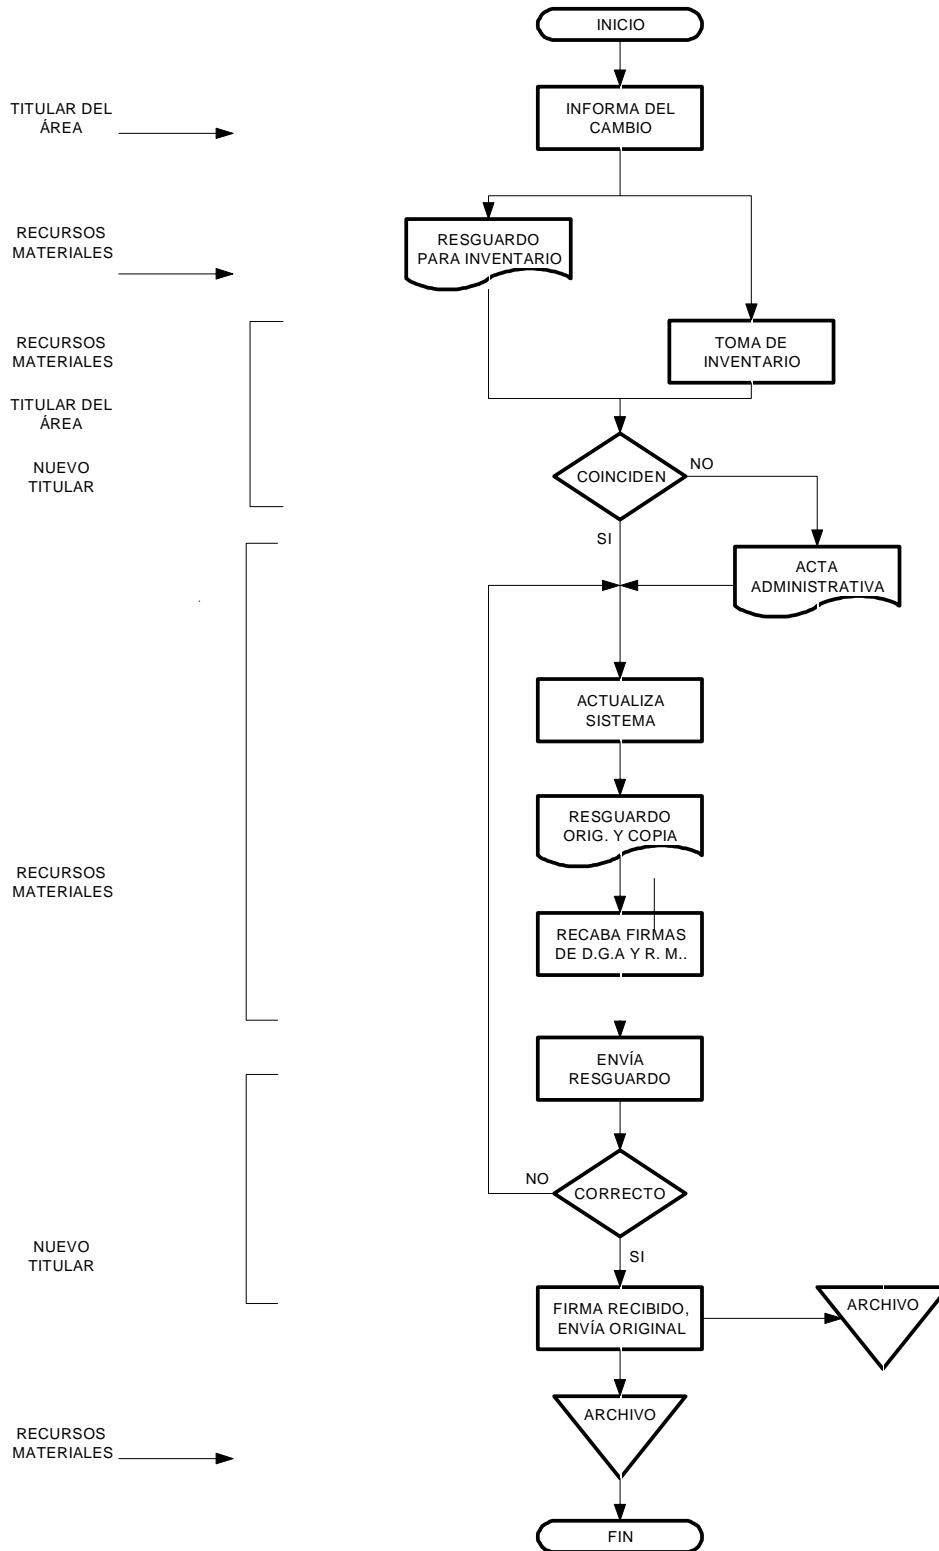 INICIO
TITULAR DEL
ÁREA
INFORMA DEL
CAMBIO
RECURSOS
MATERIALES
RESGUARDO
PARA INVENTARIO
RECURSOS
MATERIALES
TOMA DE
INVENTARIO
TITULAR DEL
ÁREA
NUEVO
TITULAR
COINCIDEN
NO
SI
ACTA
ADMINISTRATIVA
ACTUALIZA
SISTEMA
RESGUARDO
ORIG. Y COPIA
RECURSOS
MATERIALES
RECABA FIRMAS
DE D.G.A Y R. M..
ENVÍA
RESGUARDO
NO
CORRECTO
SI
NUEVO
TITULAR
FIRMA RECIBIDO,
ENVÍA ORIGINAL
ARCHIVO
ARCHIVO
RECURSOS
MATERIALES
FIN